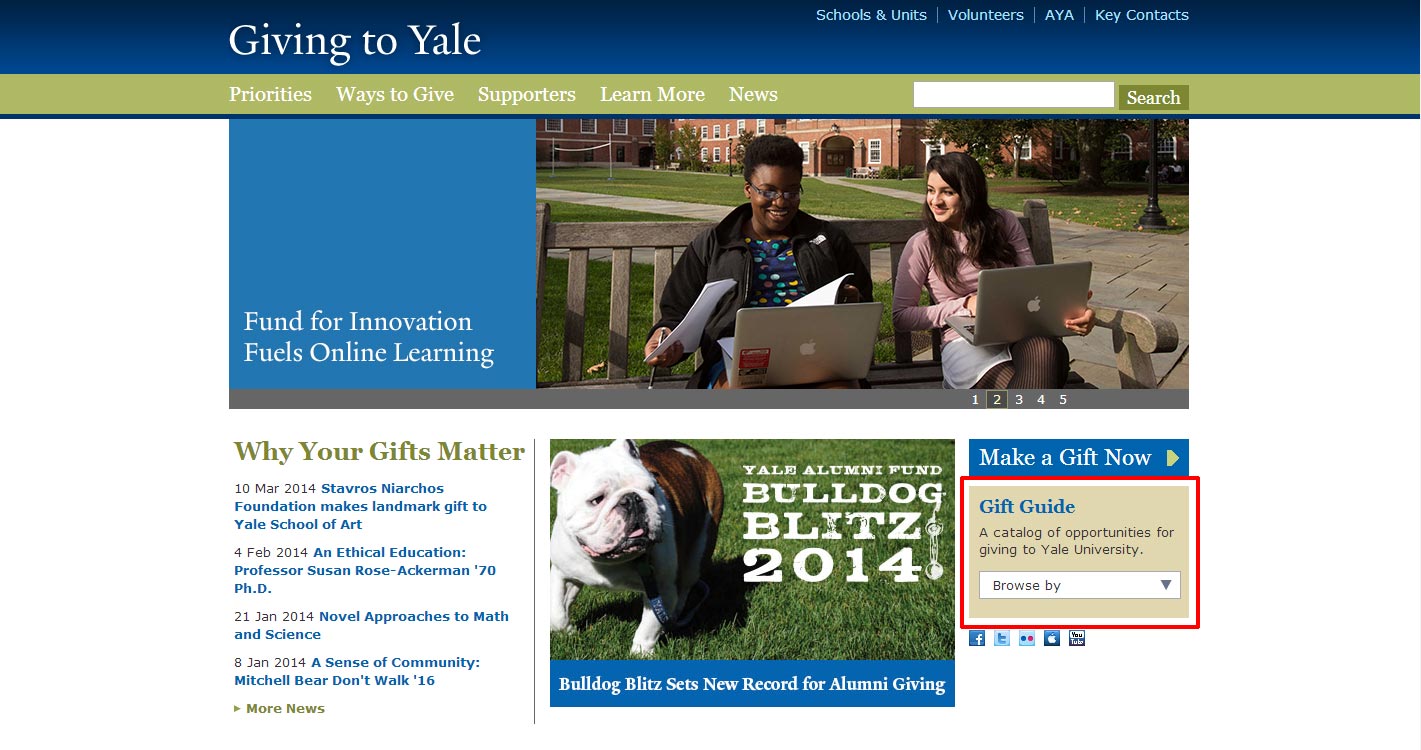 Schools & Units
Volunteers
AYA
Key Contacts
Giving to Yale
Priorities
Ways to Give
Supporters
Learn More
News
Search
Fund for Innovation
Fuels Online Learning
1 2 3 4 5
Why Your Gifts Matter
10 Mar 2014 Stavros Niarchos
Foundation makes landmark gift to
Yale School of Art
4 Feb 2014 An Ethical Education:
Professor Susan Rose-Ackerman '70
Ph.D.
21 Jan 2014 Novel Approaches to Math
and Science
8 Jan 2014 A Sense of Community:
Mitchell Bear Don't Walk '16
More News
YALE ALUMNI FUND
BULLDOG
BLITZ
2014
Bulldog Blitz Sets New Record for Alumni Giving
Make a Gift Now
Gift Guide
A catalog of opportunities for
giving to Yale University.
Browse by
You
Tube